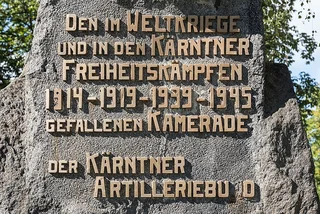 Den im Weltkriege
und in den Kärntner
Freiheitskämpfen
1914-1919-1939-1945
gefallenen Kamerade
der Kärntner
Artilleriebu D